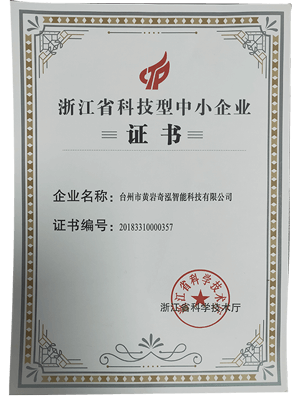 浙江省科技型中小企业
证书
企业名称：台州市黄岩奇泓智能科技有限公司
证书编号：20183310000357
浙江省科学技术厅
浙江省科学技术厅